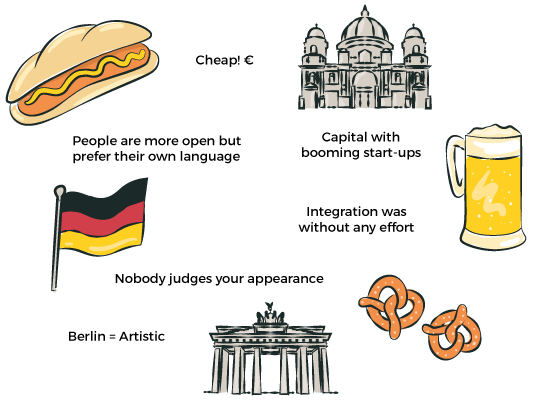 Cheap! €
People are more open but
prefer their own language
Capital with
booming start-ups
Integration was
without any effort
Nobody judges your appearance
Berlin = Artistic